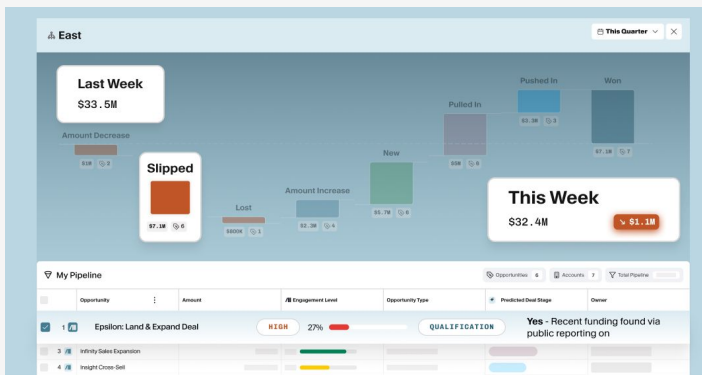 East
This Quarter
Last Week
$33.5M
Amount Decrease
$1M 3
Slipped
$7.1M 6
Lost
$600K 1
Amount Increase
$2.3M 4
New
$5.7M 6
Pulled In
$5M 5
Pushed In
$3.3M 3
Won
$7.1M 7
This Week
$32.4M
$1.1M
My Pipeline
Opportunities 6
Accounts 7
Total Pipeline
Opportunity
Amount
Engagement Level
Opportunity Type
Predicted Deal Stage
Owner
1 Epsilon: Land & Expand Deal
HIGH 27%
QUALIFICATION
Yes - Recent funding found via
public reporting on
3 Infinity Sales Expansion
4 Insight Cross-Sell